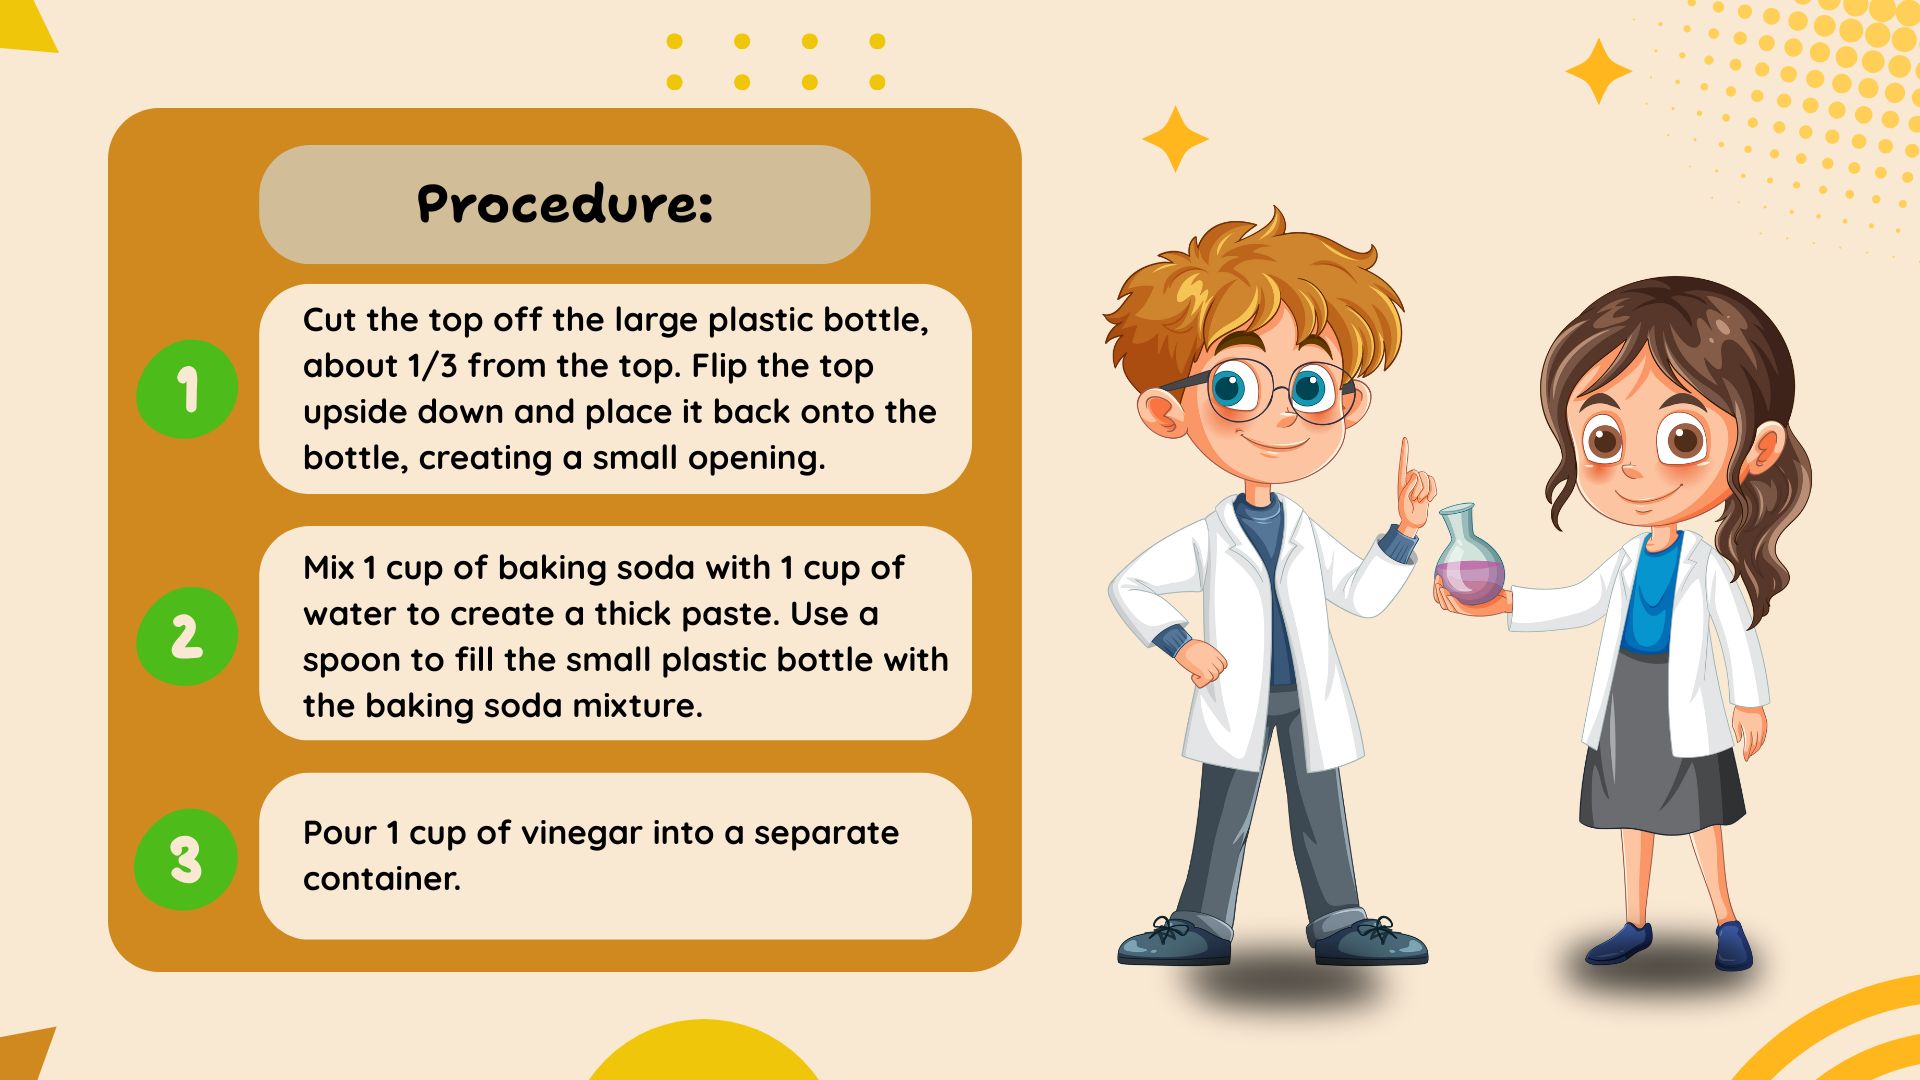 Procedure:
1
Cut the top off the large plastic bottle,
about 1/3 from the top. Flip the top
upside down and place it back onto the
bottle, creating a small opening.
2
Mix 1 cup of baking soda with 1 cup of
water to create a thick paste. Use a
spoon to fill the small plastic bottle with
the baking soda mixture.
3
Pour 1 cup of vinegar into a separate
container.